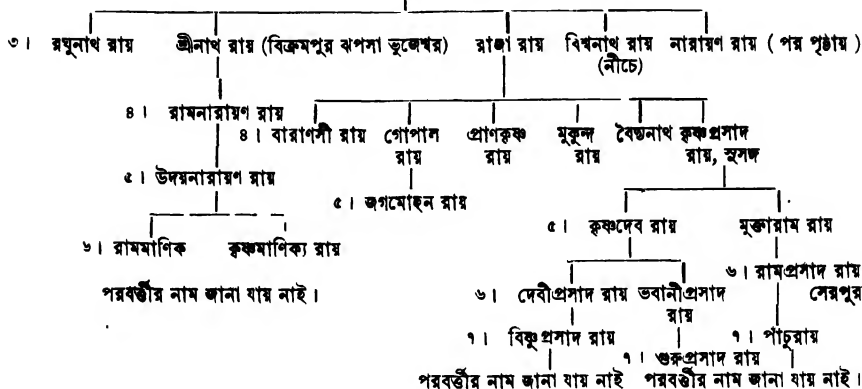 ৩। রঘুনাথ রায় শ্রীনাথ রায় (বিক্রমপুর ঝপসা ভূজেশ্বর) রাজা রায় বিশ্বনাথ রায় নারায়ণ রায় ( পর পৃষ্ঠায় )
(নীচে)
৪। রামনারায়ণ রায়
৪। বারাণসী রায় গোপাল প্রাণকৃষ্ণ মুকুন্দ বৈদ্যনাথ কৃষ্ণপ্রসাদ
রায় রায় রায় রায়, সুসঙ্গ
৫। উদয়নারায়ণ রায়
৫। জগমোহন রায়
৫। কৃষ্ণদেব রায় মুক্তারাম রায়
৬। রামমাণিক কৃষ্ণমাণিক্য রায়
৬। রামপ্রসাদ রায়
সেরপুর
পরবর্ত্তীর নাম জানা যায় নাই।
৬। দেবীপ্রসাদ রায় ভবানীপ্রসাদ
রায়
৭। বিষ্ণুপ্রসাদ রায় ৭। পাঁচুরায়
৭। গুরুপ্রসাদ রায়
পরবর্ত্তীর নাম জানা যায় নাই পরবর্ত্তীর নাম জানা যায় নাই।